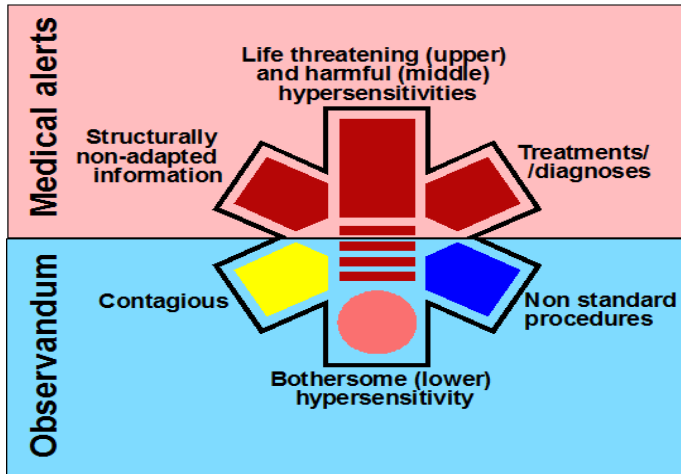 Medical alerts
Life threatening (upper)
and harmful (middle)
hypersensitivities
Structurally
non-adapted
information
Treatments/
/diagnoses
Observandum
Contagious
Non standard
procedures
Bothersome (lower)
hypersensitivity